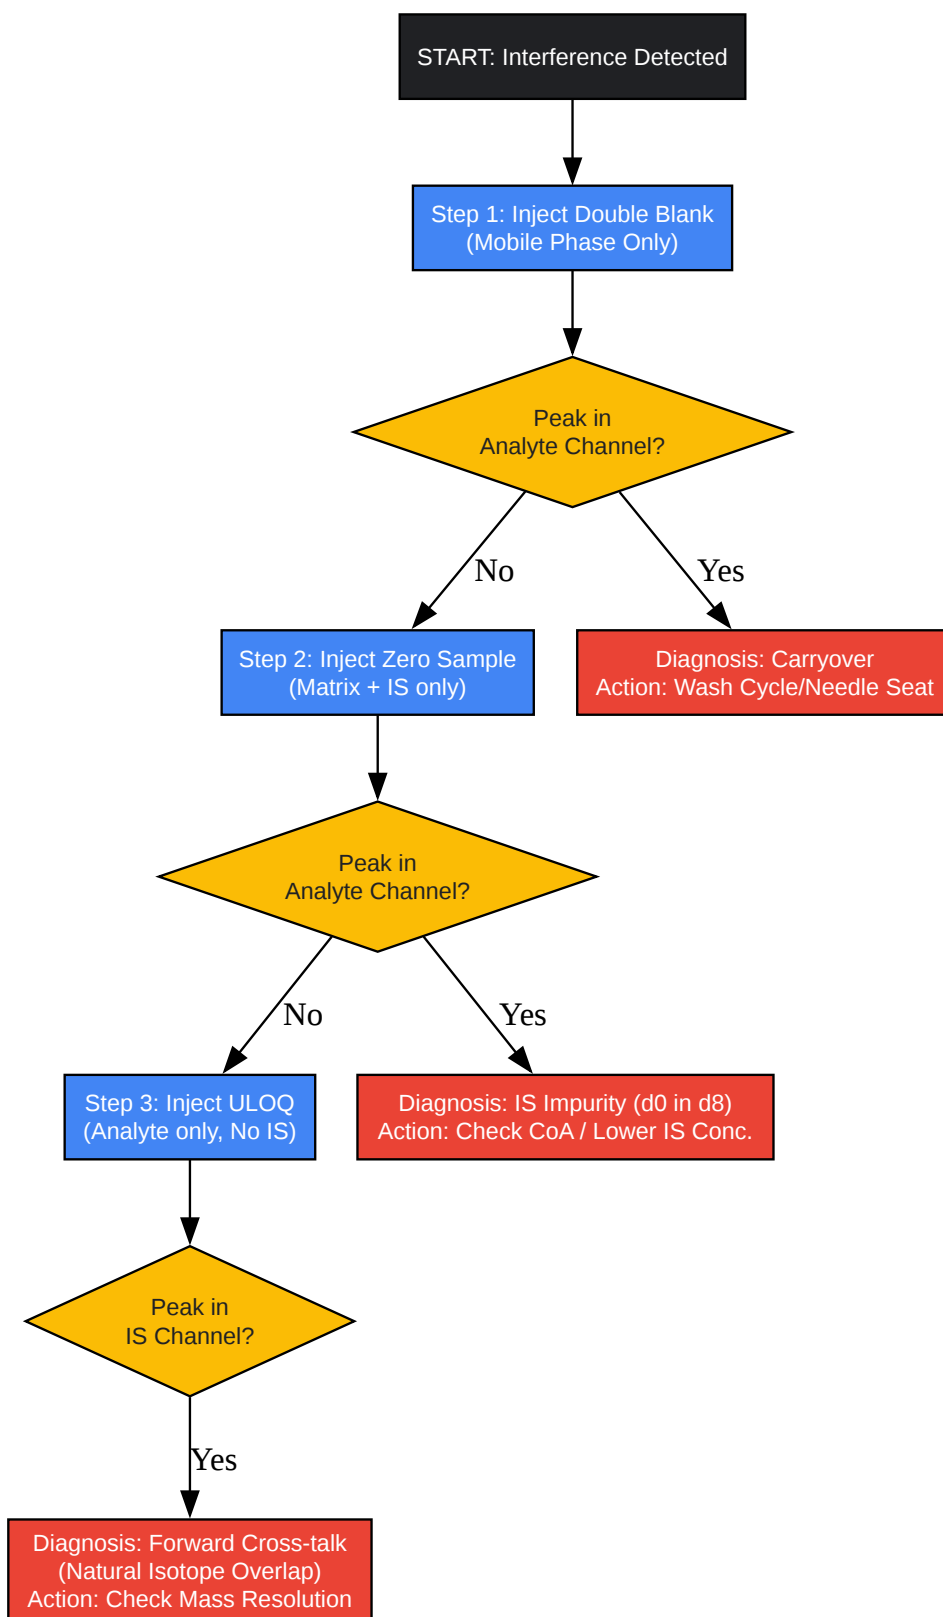 START: Interference Detected
Step 1: Inject Double Blank
(Mobile Phase Only)
Peak in
Analyte Channel?
No
Yes
Step 2: Inject Zero Sample
(Matrix + IS only)
Diagnosis: Carryover
Action: Wash Cycle/Needle Seat
Peak in
Analyte Channel?
No
Yes
Step 3: Inject ULOQ
(Analyte only, No IS)
Diagnosis: IS Impurity (d0 in d8)
Action: Check CoA / Lower IS Conc.
Peak in
IS Channel?
Yes
Diagnosis: Forward Cross-talk
(Natural Isotope Overlap)
Action: Check Mass Resolution